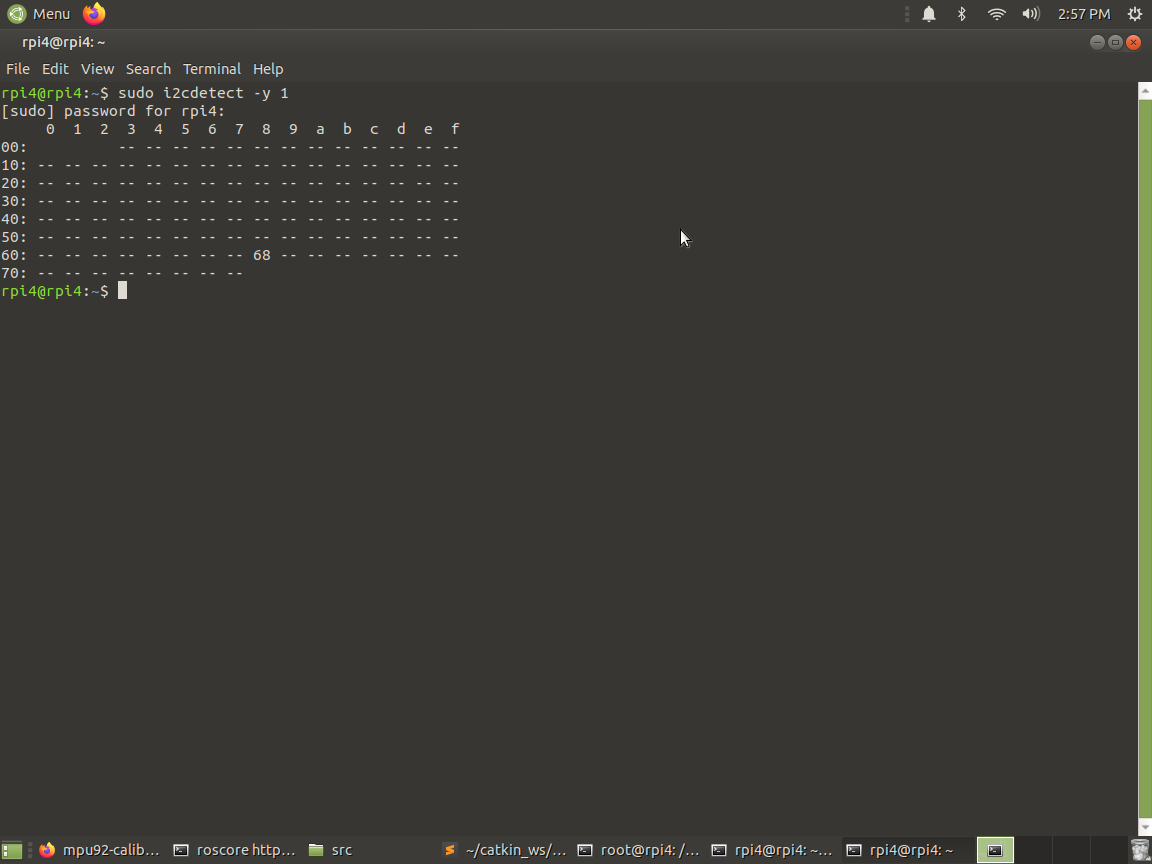 Menu 2:57 PM
rpi4@rpi4: ~
File Edit View Search Terminal Help
rpi4@rpi4:~$ sudo i2cdetect -y 1
[sudo] password for rpi4:
     0  1  2  3  4  5  6  7  8  9  a  b  c  d  e  f
00:          -- -- -- -- -- -- -- -- -- -- -- -- --
10: -- -- -- -- -- -- -- -- -- -- -- -- -- -- -- --
20: -- -- -- -- -- -- -- -- -- -- -- -- -- -- -- --
30: -- -- -- -- -- -- -- -- -- -- -- -- -- -- -- --
40: -- -- -- -- -- -- -- -- -- -- -- -- -- -- -- --
50: -- -- -- -- -- -- -- -- -- -- -- -- -- -- -- --
60: -- -- -- -- -- -- -- -- 68 -- -- -- -- -- -- --
70: -- -- -- -- -- -- -- --
rpi4@rpi4:~$
mpu92-calib... roscore http... src ~/catkin_ws/... root@rpi4: /... rpi4@rpi4: ~... rpi4@rpi4: ~